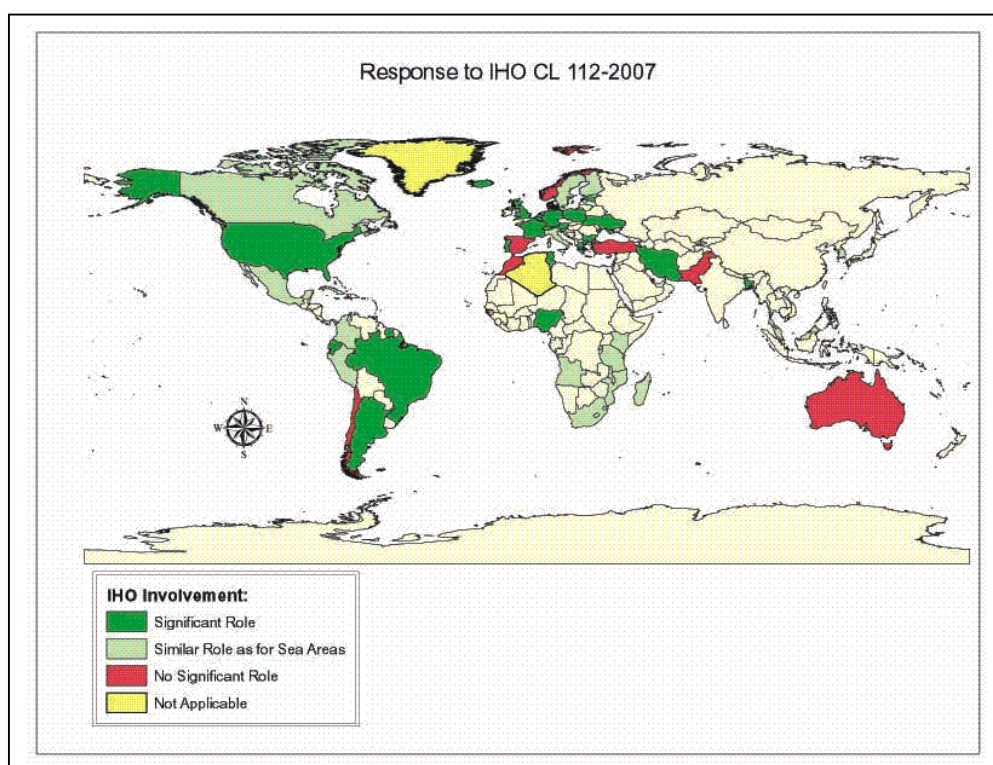 Response to IHO CL 112-2007
N
W E
S
IHO Involvement:
Significant Role
Similar Role as for Sea Areas
No Significant Role
Not Applicable